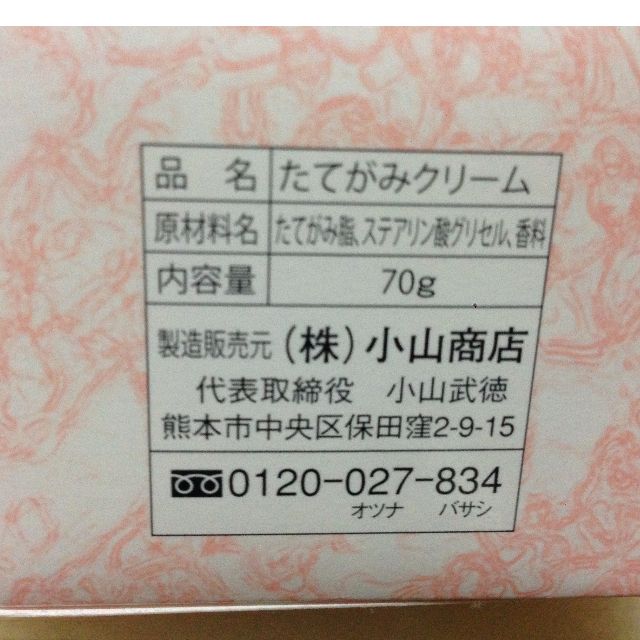 品 名 たてがみクリーム
原材料名 たてがみ脂、ステアリン酸グリセル、香料
内容量 70g
製造販売元 (株)小山商店
代表取締役 小山武徳
熊本市中央区保田窪2-9-15
0120-027-834
オツナ バサシ